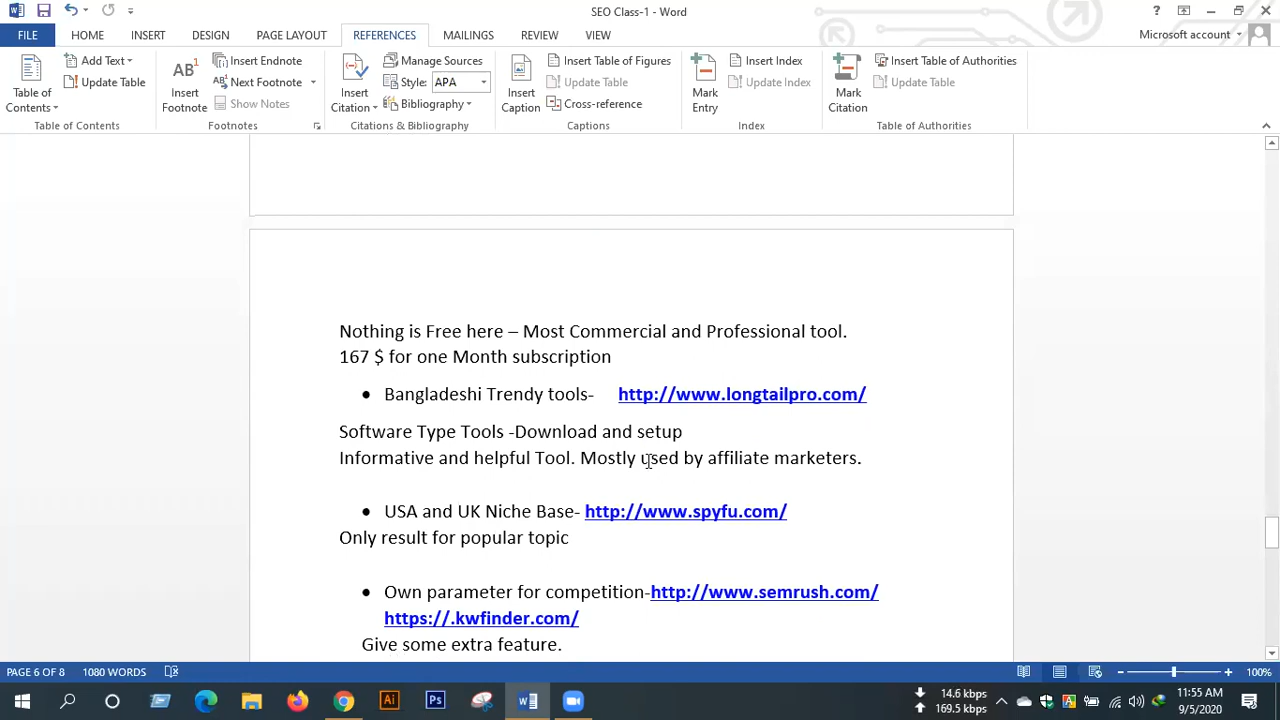 SEO Class-1 - Word
FILE HOME INSERT DESIGN PAGE LAYOUT REFERENCES MAILINGS REVIEW VIEW Microsoft account
Table of Contents
Add Text
Update Table
Table of Contents
AB1
Insert Footnote
Insert Endnote
Next Footnote
Show Notes
Footnotes
Insert Citation
Manage Sources
Style: APA
Bibliography
Citations & Bibliography
Insert Caption
Insert Table of Figures
Update Table
Cross-reference
Captions
Mark Entry
Insert Index
Update Index
Index
Mark Citation
Insert Table of Authorities
Update Table
Table of Authorities
Nothing is Free here – Most Commercial and Professional tool.
167 $ for one Month subscription
• Bangladeshi Trendy tools- http://www.longtailpro.com/
Software Type Tools -Download and setup
Informative and helpful Tool. Mostly used by affiliate marketers.
• USA and UK Niche Base- http://www.spyfu.com/
Only result for popular topic
• Own parameter for competition-http://www.semrush.com/
https://.kwfinder.com/
Give some extra feature.
PAGE 6 OF 8 1080 WORDS 100%
Ai Ps
14.6 kbps
169.5 kbps
11:55 AM
9/5/2020